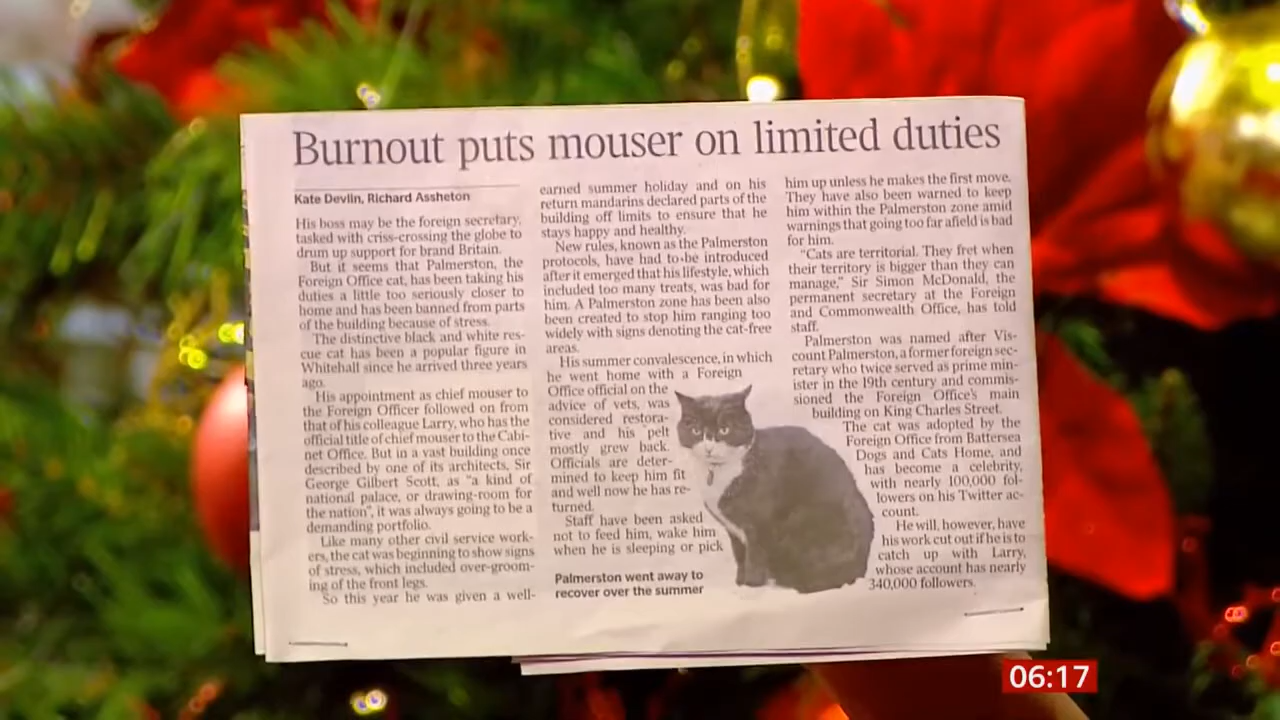 Burnout puts mouser on limited duties
Kate Devlin, Richard Assheton
His boss may be the foreign secretary,
tasked with criss-crossing the globe to
drum up support for brand Britain.
But it seems that Palmerston, the
Foreign Office cat, has been taking his
duties a little too seriously closer to
home and has been banned from parts
of the building because of stress.
The distinctive black and white res-
cue cat has been a popular figure in
Whitehall since he arrived three years
ago.
His appointment as chief mouser to
the Foreign Officer followed on from
that of his colleague Larry, who has the
official title of chief mouser to the Cabi-
net Office. But in a vast building once
described by one of its architects, Sir
George Gilbert Scott, as “a kind of
national palace, or drawing-room for
the nation”, it was always going to be a
demanding portfolio.
Like many other civil service work-
ers, the cat was beginning to show signs
of stress, which included over-groom-
ing of the front legs.
So this year he was given a well-
earned summer holiday and on his
return mandarins declared parts of the
building off limits to ensure that he
stays happy and healthy.
New rules, known as the Palmerston
protocols, have had to be introduced
after it emerged that his lifestyle, which
included too many treats, was bad for
him. A Palmerston zone has been also
been created to stop him ranging too
widely with signs denoting the cat-free
areas.
His summer convalescence, in which
he went home with a Foreign
Office official on the
advice of vets, was
considered restora-
tive and his pelt
mostly grew back.
Officials are deter-
mined to keep him fit
and well now he has re-
turned.
Staff have been asked
not to feed him, wake him
when he is sleeping or pick
Palmerston went away to
recover over the summer
him up unless he makes the first move.
They have also been warned to keep
him within the Palmerston zone amid
warnings that going too far afield is bad
for him.
“Cats are territorial. They fret when
their territory is bigger than they can
manage,” Sir Simon McDonald, the
permanent secretary at the Foreign
and Commonwealth Office, has told
staff.
Palmerston was named after Vis-
count Palmerston, a former foreign sec-
retary who twice served as prime min-
ister in the 19th century and commis-
sioned the Foreign Office's main
building on King Charles Street.
The cat was adopted by the
Foreign Office from Battersea
Dogs and Cats Home, and
has become a celebrity,
with nearly 100,000 fol-
lowers on his Twitter ac-
count.
He will, however, have
his work cut out if he is to
catch up with Larry,
whose account has nearly
340,000 followers.
06:17